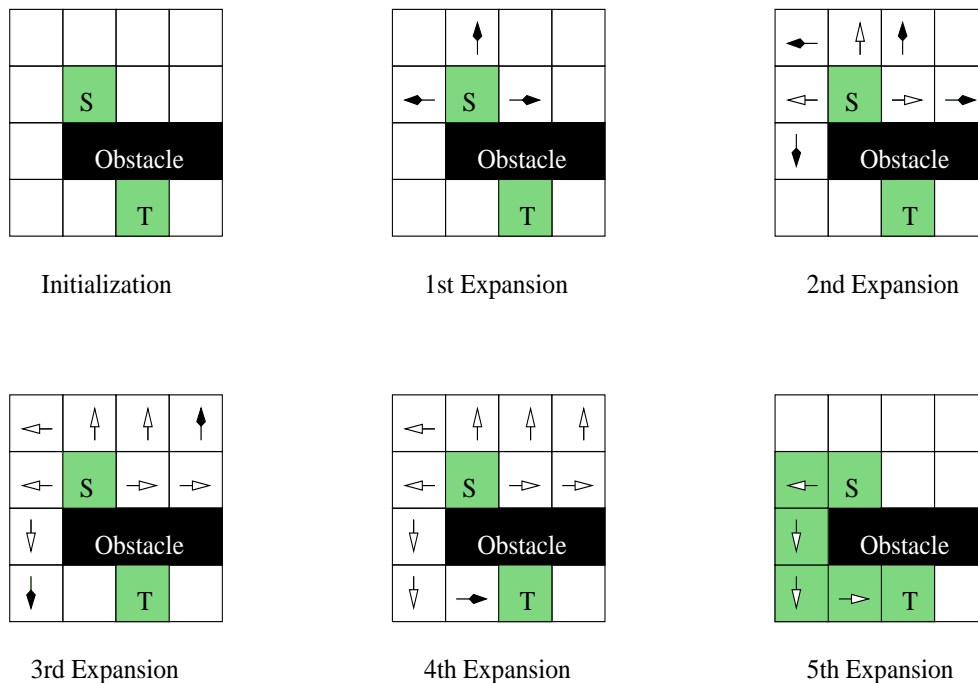 S
Obstacle
T
Initialization
S
Obstacle
T
1st Expansion
S
Obstacle
T
2nd Expansion
S
Obstacle
T
3rd Expansion
S
Obstacle
T
4th Expansion
S
Obstacle
T
5th Expansion